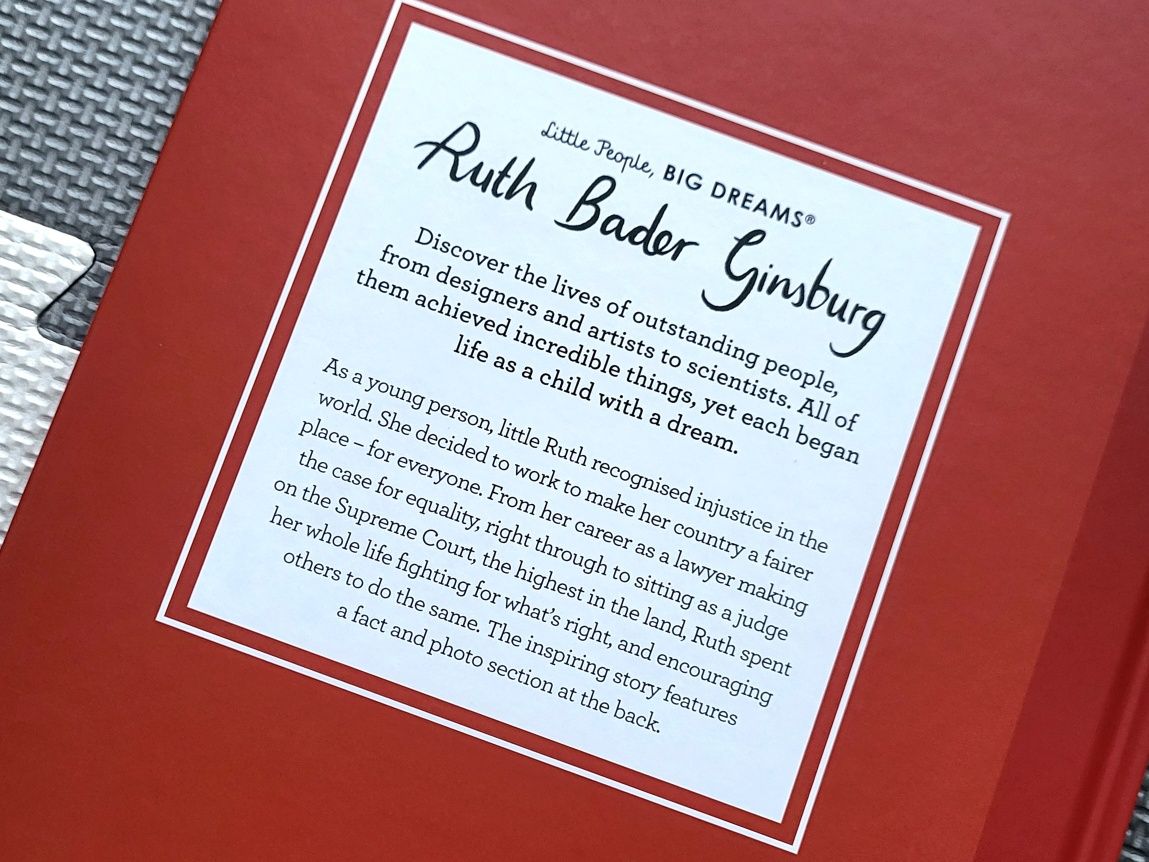 Little People, BIG DREAMS®
Ruth Bader Ginsburg
Discover the lives of outstanding people,
from designers and artists to scientists. All of
them achieved incredible things, yet each began
life as a child with a dream.
As a young person, little Ruth recognised injustice in the
world. She decided to work to make her country a fairer
place – for everyone. From her career as a lawyer making
the case for equality, right through to sitting as a judge
on the Supreme Court, the highest in the land, Ruth spent
her whole life fighting for what's right, and encouraging
others to do the same. The inspiring story features
a fact and photo section at the back.